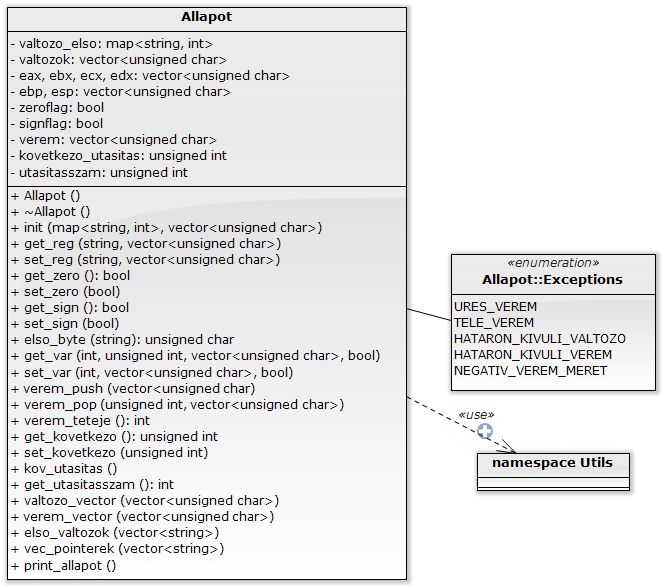 Allapot
- valtozo_elso: map<string, int>
- valtozok: vector<unsigned char>
- eax, ebx, ecx, edx: vector<unsigned char>
- ebp, esp: vector<unsigned char>
- zeroflag: bool
- signflag: bool
- verem: vector<unsigned char>
- kovetkezo_utasitas: unsigned int
- utasitasszam: unsigned int
+ Allapot ()
+ ~Allapot ()
+ init (map<string, int>, vector<unsigned char>)
+ get_reg (string, vector<unsigned char>)
+ set_reg (string, vector<unsigned char>)
+ get_zero (): bool
+ set_zero (bool)
+ get_sign (): bool
+ set_sign (bool)
+ elso_byte (string): unsigned char
+ get_var (int, unsigned int, vector<unsigned char>, bool)
+ set_var (int, vector<unsigned char>, bool)
+ verem_push (vector<unsigned char)
+ verem_pop (unsigned int, vector<unsigned char>)
+ verem_teteje (): int
+ get_kovetkezo (): unsigned int
+ set_kovetkezo (unsigned int)
+ kov_utasitas ()
+ get_utasitasszam (): int
+ valtozo_vector (vector<unsigned char>)
+ verem_vector (vector<unsigned char>)
+ elso_valtozok (vector<string>)
+ vec_pointerek (vector<string>)
+ print_allapot ()
«enumeration»
Allapot::Exceptions
URES_VEREM
TELE_VEREM
HATARON_KIVULI_VALTOZO
HATARON_KIVULI_VEREM
NEGATIV_VEREM_MERET
«use»
namespace Utils